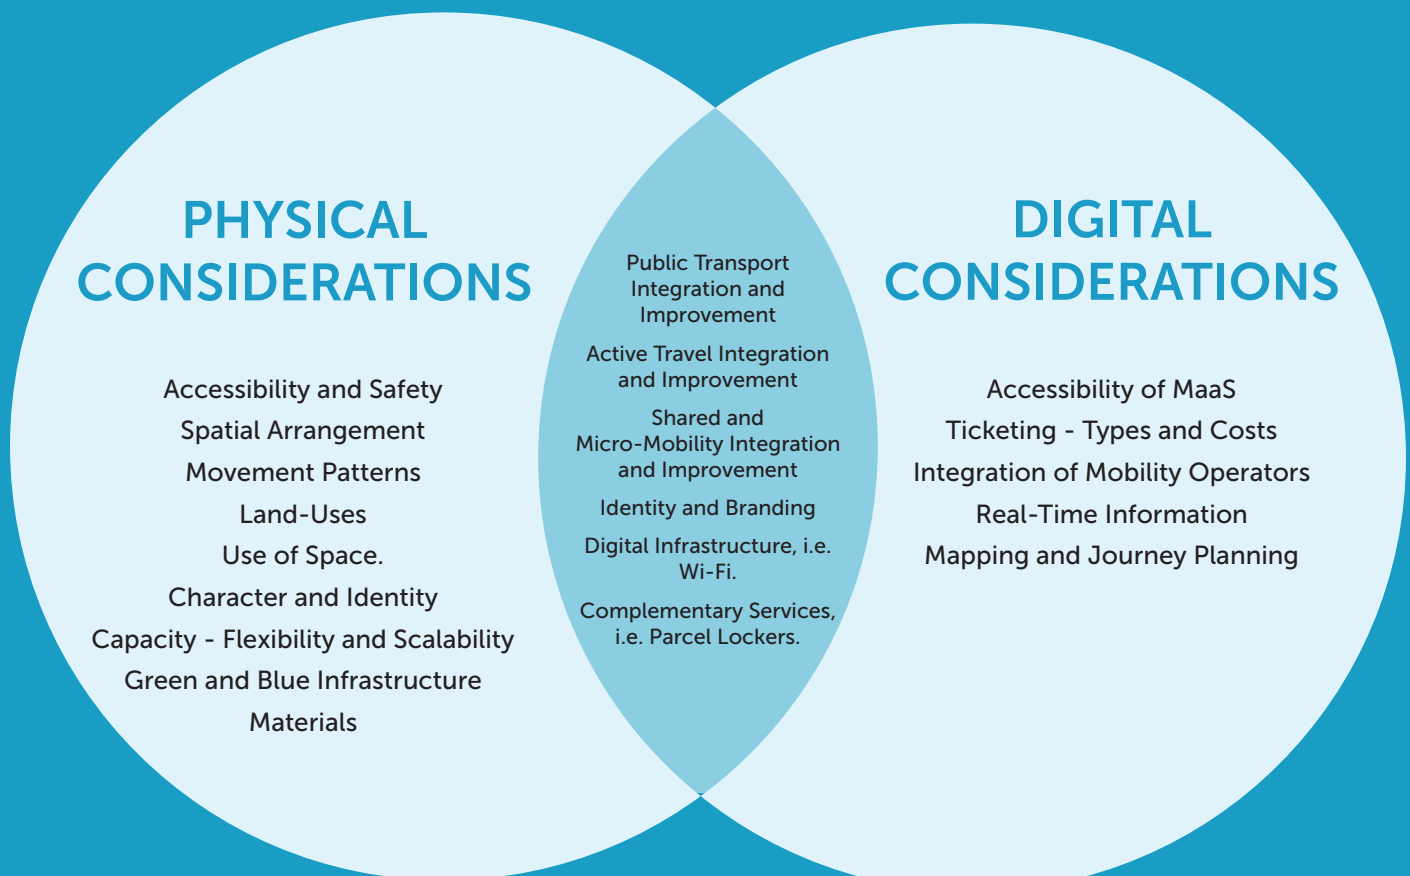 PHYSICAL
CONSIDERATIONS
Accessibility and Safety
Spatial Arrangement
Movement Patterns
Land-Uses
Use of Space.
Character and Identity
Capacity - Flexibility and Scalability
Green and Blue Infrastructure
Materials
Public Transport
Integration and
Improvement
Active Travel Integration
and Improvement
Shared and
Micro-Mobility Integration
and Improvement
Identity and Branding
Digital Infrastructure, i.e.
Wi-Fi.
Complementary Services,
i.e. Parcel Lockers.
DIGITAL
CONSIDERATIONS
Accessibility of MaaS
Ticketing - Types and Costs
Integration of Mobility Operators
Real-Time Information
Mapping and Journey Planning